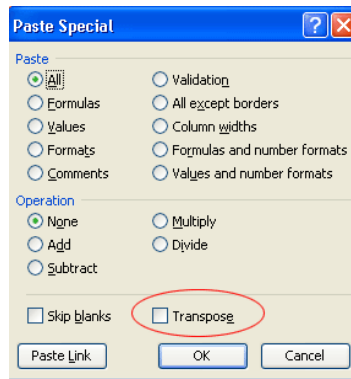 Paste Special
Paste
All
Validation
Formulas
All except borders
Values
Column widths
Formats
Formulas and number formats
Comments
Values and number formats
Operation
None
Multiply
Add
Divide
Subtract
Skip blanks
Transpose
Paste Link
OK
Cancel